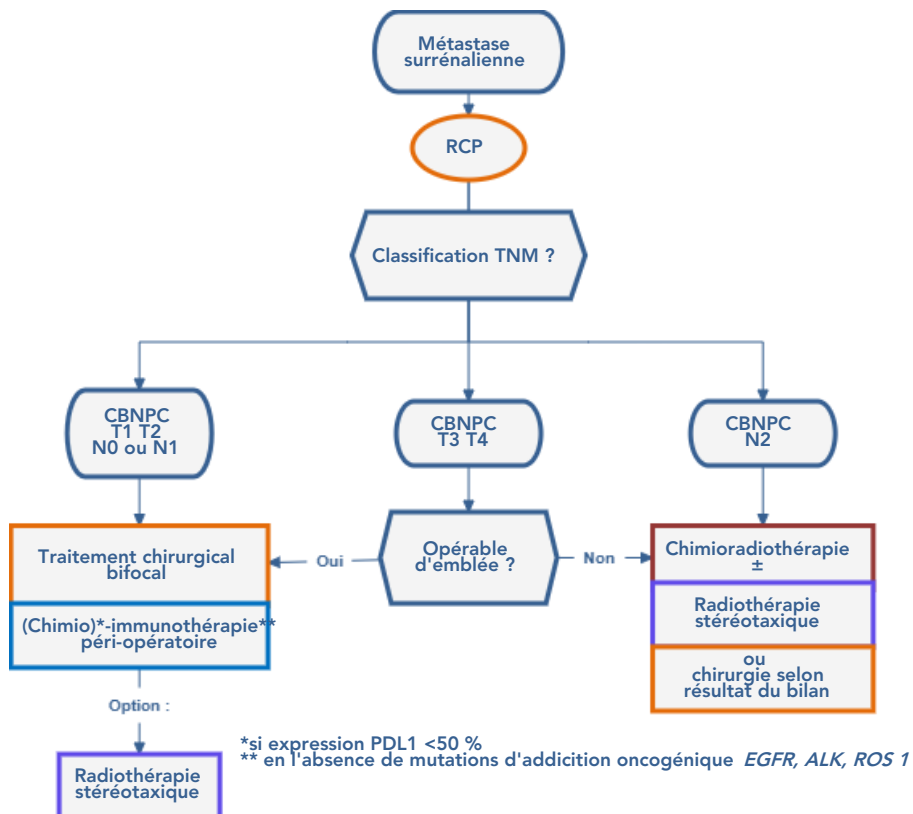 Métastase
surrénalienne
RCP
Classification TNM ?
CBNPC
T1 T2
N0 ou N1
CBNPC
T3 T4
CBNPC
N2
Traitement chirurgical
bifocal
Oui
Opérable
d'emblée ?
Non
Chimioradiothérapie
±
(Chimio)*-immunothérapie**
péri-opératoire
Radiothérapie
stéréotaxique
ou
chirurgie selon
résultat du bilan
Option :
Radiothérapie
stéréotaxique
*si expression PDL1 <50 %
** en l'absence de mutations d'addicition oncogénique EGFR, ALK, ROS 1